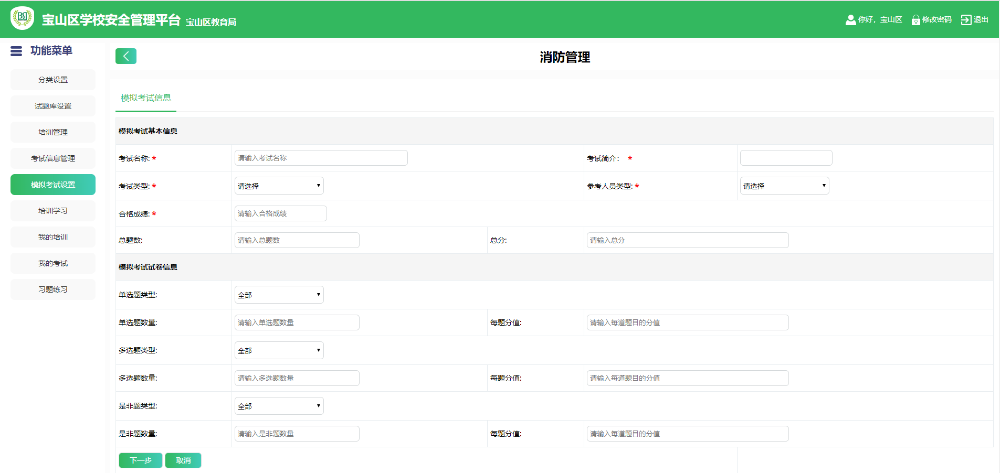 宝山区学校安全管理平台 宝山区教育局
你好，宝山区 修改密码 退出
功能菜单
消防管理
分类设置
试题库设置
培训管理
考试信息管理
模拟考试设置
培训学习
我的培训
我的考试
习题练习
模拟考试信息
模拟考试基本信息
考试名称: * 请输入考试名称 考试简介： *
考试类型: * 请选择 参考人员类型: * 请选择
合格成绩: * 请输入合格成绩
总题数: 请输入总题数 总分: 请输入总分
模拟考试试卷信息
单选题类型: 全部
单选题数量: 请输入单选题数量 每题分值: 请输入每道题目的分值
多选题类型: 全部
多选题数量: 请输入多选题数量 每题分值: 请输入每道题目的分值
是非题类型: 全部
是非题数量: 请输入是非题数量 每题分值: 请输入每道题目的分值
下一步 取消